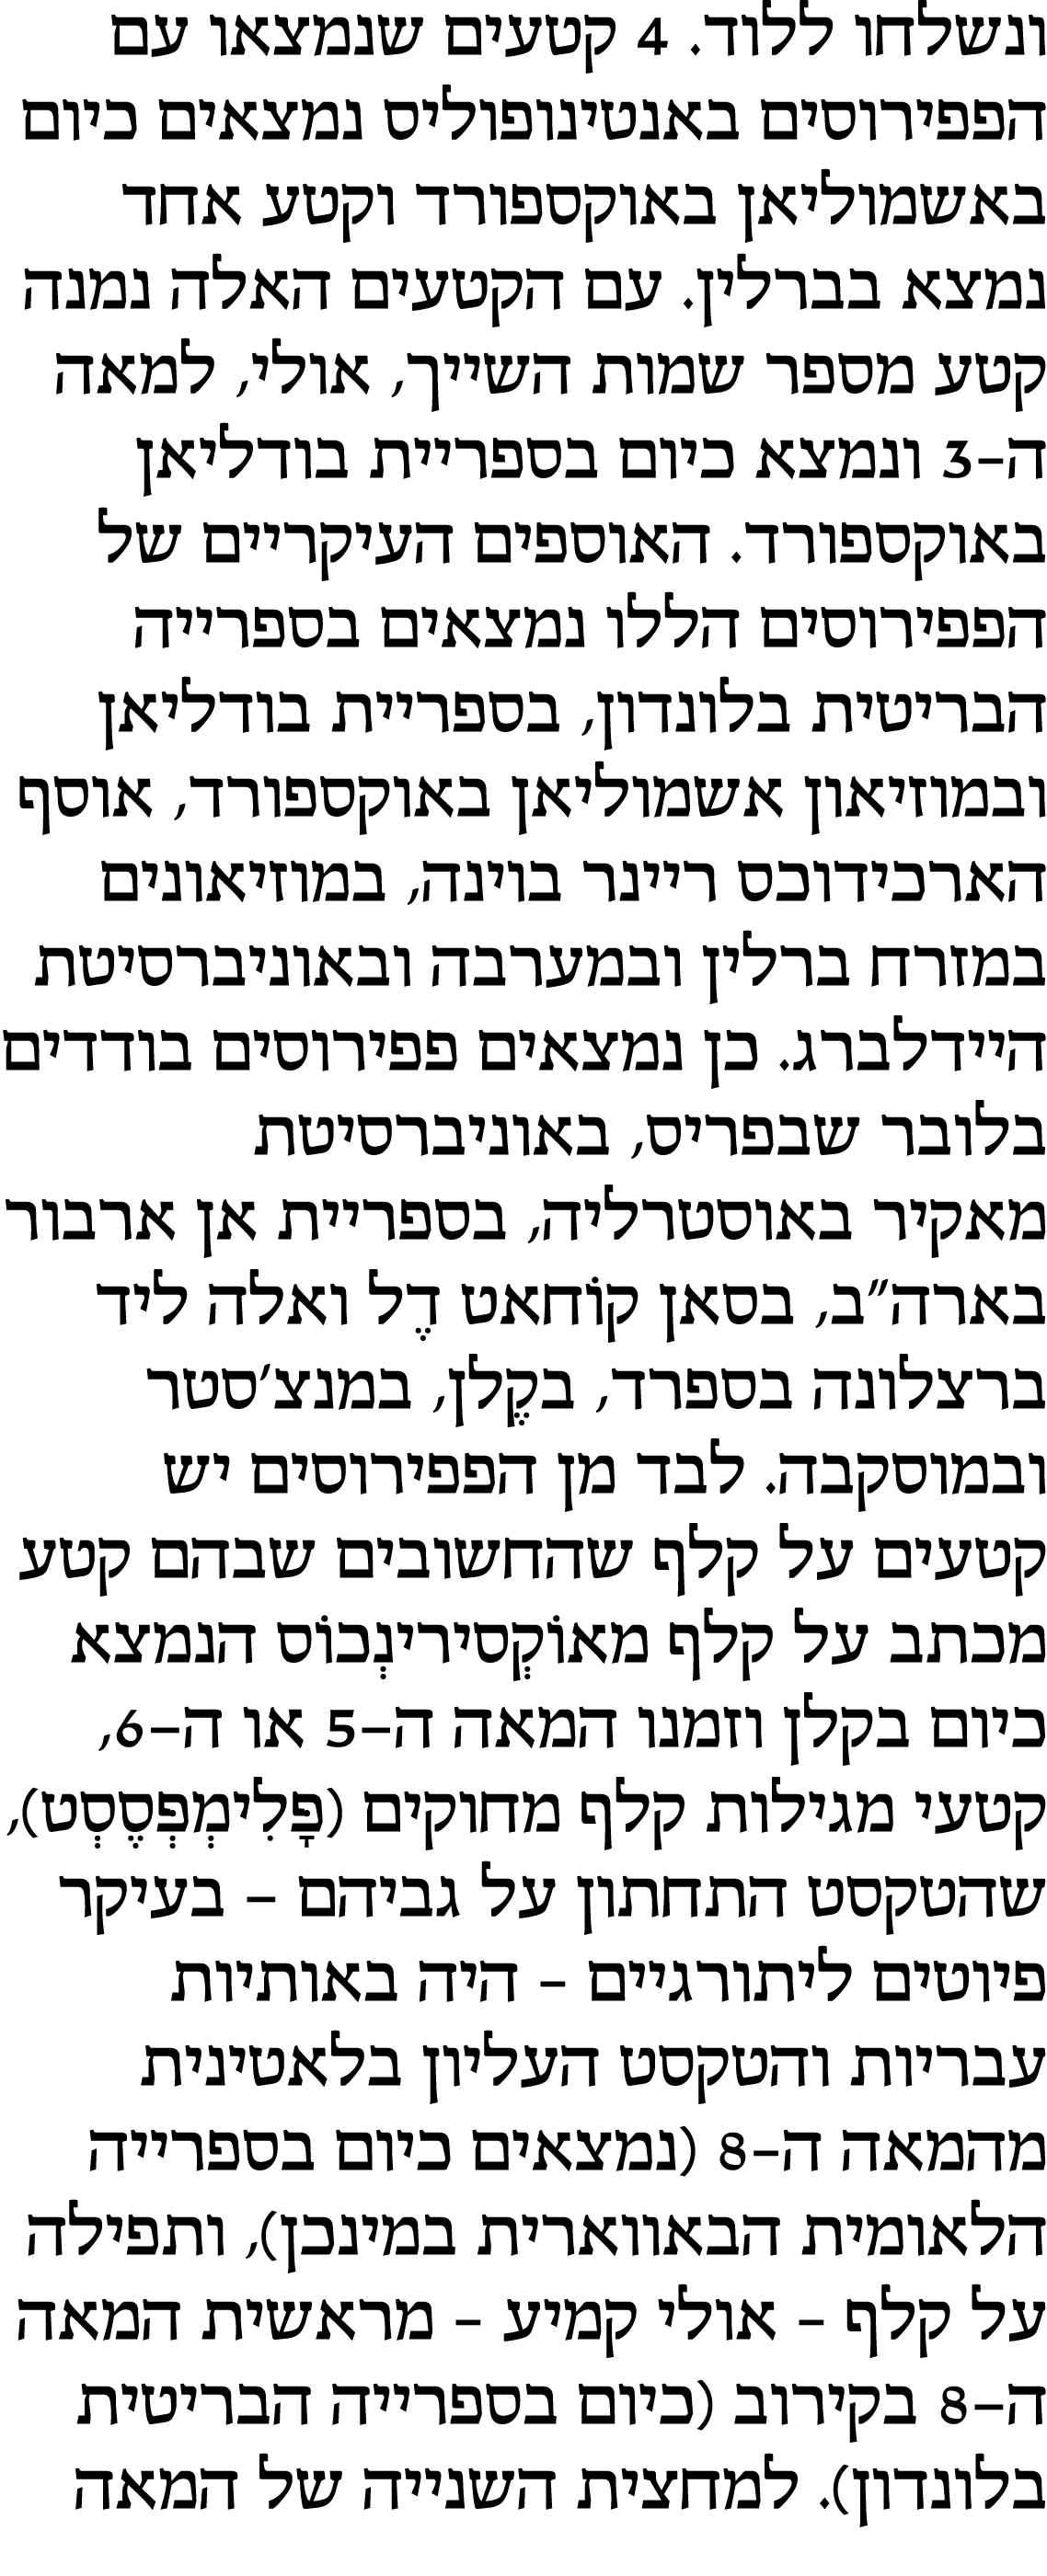 ונשלחו ללוד. 4 קטעים שנמצאו עם
הפפירוסים באנטינופוליס נמצאים כיום
באשמוליאן באוקספורד וקטע אחד
נמצא בברלין. עם הקטעים האלה נמנה
קטע מספר שמות השייך, אולי, למאה
ה–3 ונמצא כיום בספריית בודליאן
באוקספורד. האוספים העיקריים של
הפפירוסים הללו נמצאים בספרייה
הבריטית בלונדון, בספריית בודליאן
ובמוזיאון אשמוליאן באוקספורד, אוסף
הארכידוכס ריינר בוינה, במוזיאונים
במזרח ברלין ובמערבה ובאוניברסיטת
היידלברג. כן נמצאים פפירוסים בודדים
בלובר שבפריס, באוניברסיטת
מאקיר באוסטרליה, בספריית אן ארבור
בארה״ב, בסאן קוֹחאט דֶל ואלה ליד
ברצלונה בספרד, בקֶלן, במנצ׳סטר
ובמוסקבה. לבד מן הפפירוסים יש
קטעים על קלף שהחשובים שבהם קטע
מכתב על קלף מאוֹקְסירינְכוֹס הנמצא
כיום בקלן וזמנו המאה ה–5 או ה–6,
קטעי מגילות קלף מחוקים (פָּלִימְפְּסֶסְט),
שהטקסט התחתון על גביהם – בעיקר
פיוטים ליתורגיים – היה באותיות
עבריות והטקסט העליון בלאטינית
מהמאה ה–8 (נמצאים כיום בספרייה
הלאומית הבאווארית במינכן), ותפילה
על קלף – אולי קמיע – מראשית המאה
ה–8 בקירוב (כיום בספרייה הבריטית
בלונדון). למחצית השנייה של המאה